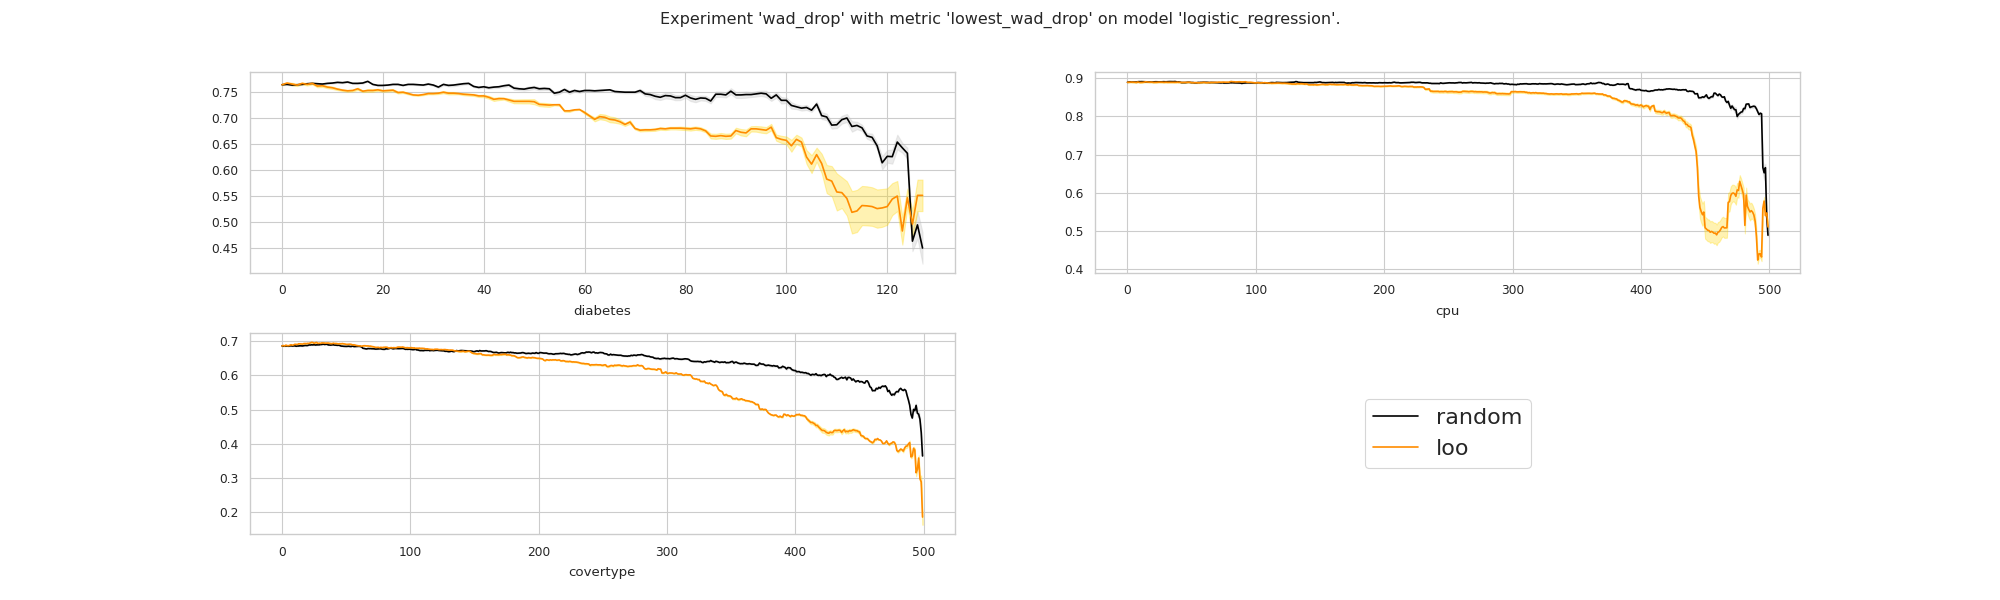 Experiment 'wad_drop' with metric 'lowest_wad_drop' on model 'logistic_regression'.
0.75
0.70
0.65
0.60
0.55
0.50
0.45
0 20 40 60 80 100 120
diabetes
0.9
0.8
0.7
0.6
0.5
0.4
0 100 200 300 400 500
cpu
0.7
0.6
0.5
0.4
0.3
0.2
0 100 200 300 400 500
covertype
random
loo